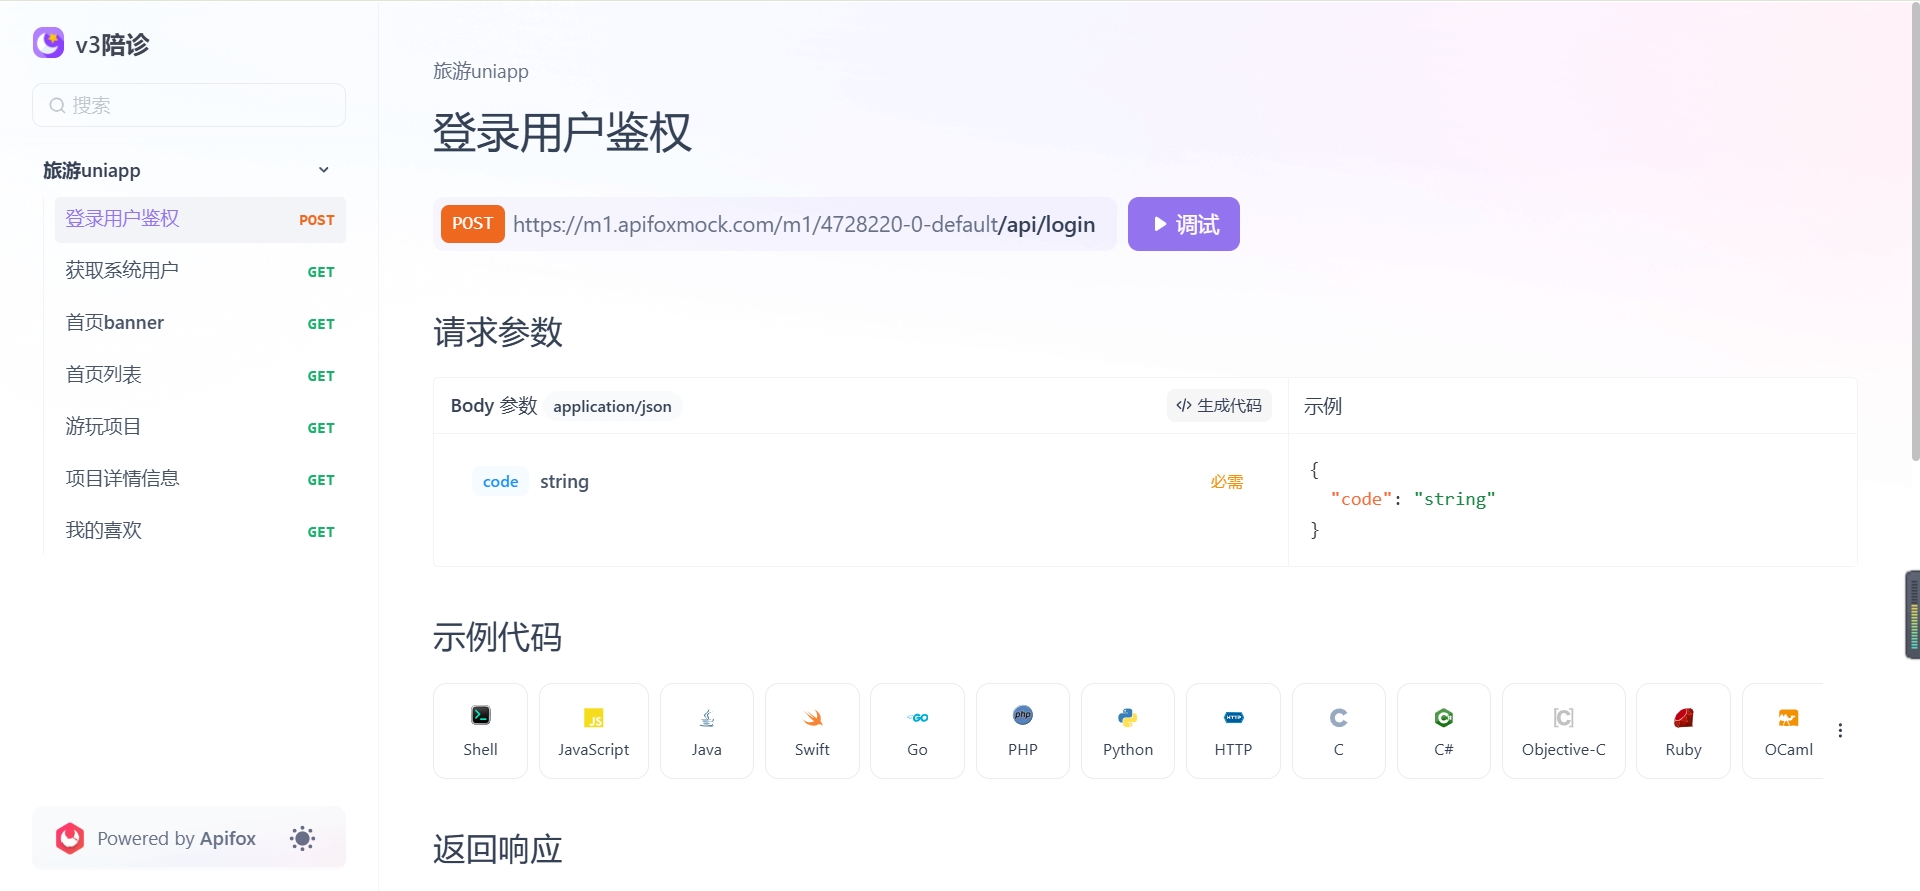 v3陪诊
搜索
旅游uniapp
登录用户鉴权 POST
获取系统用户 GET
首页banner GET
首页列表 GET
游玩项目 GET
项目详情信息 GET
我的喜欢 GET
Powered by Apifox
旅游uniapp
登录用户鉴权
POST https://m1.apifoxmock.com/m1/4728220-0-default/api/login 调试
请求参数
Body 参数 application/json 生成代码
code string 必需
示例
{
"code": "string"
}
示例代码
Shell JavaScript Java Swift Go PHP Python HTTP C C# Objective-C Ruby OCaml
返回响应